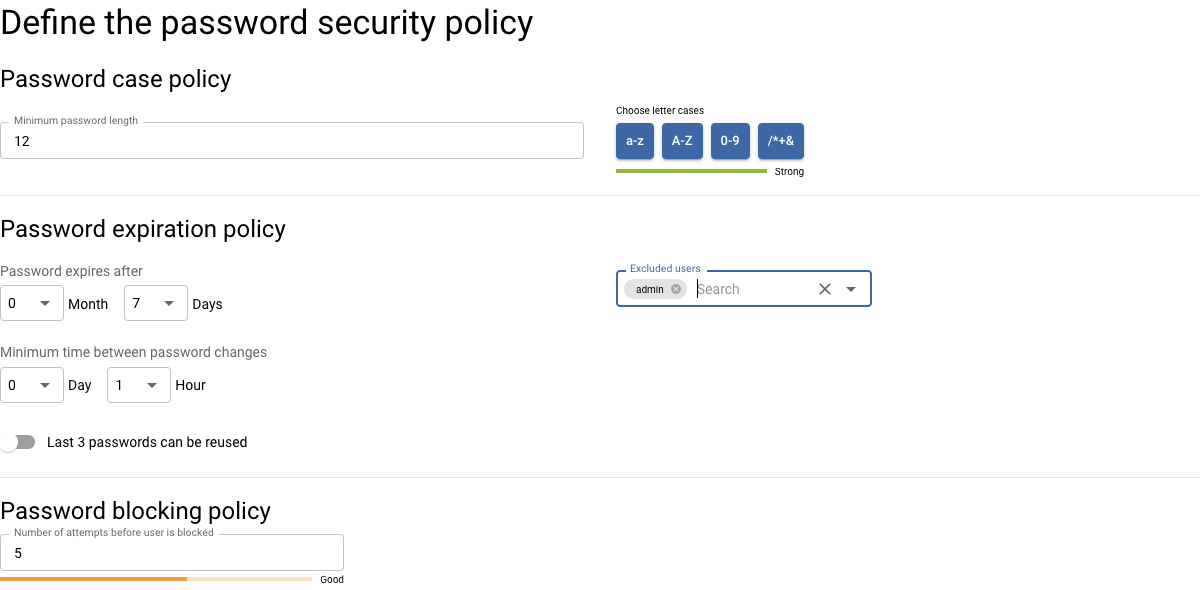 Define the password security policy
Password case policy
Minimum password length
12
Choose letter cases
a-z A-Z 0-9 /*+&
Strong
Password expiration policy
Password expires after
0 Month 7 Days
Excluded users
admin Search
Minimum time between password changes
0 Day 1 Hour
Last 3 passwords can be reused
Password blocking policy
Number of attempts before user is blocked
5
Good